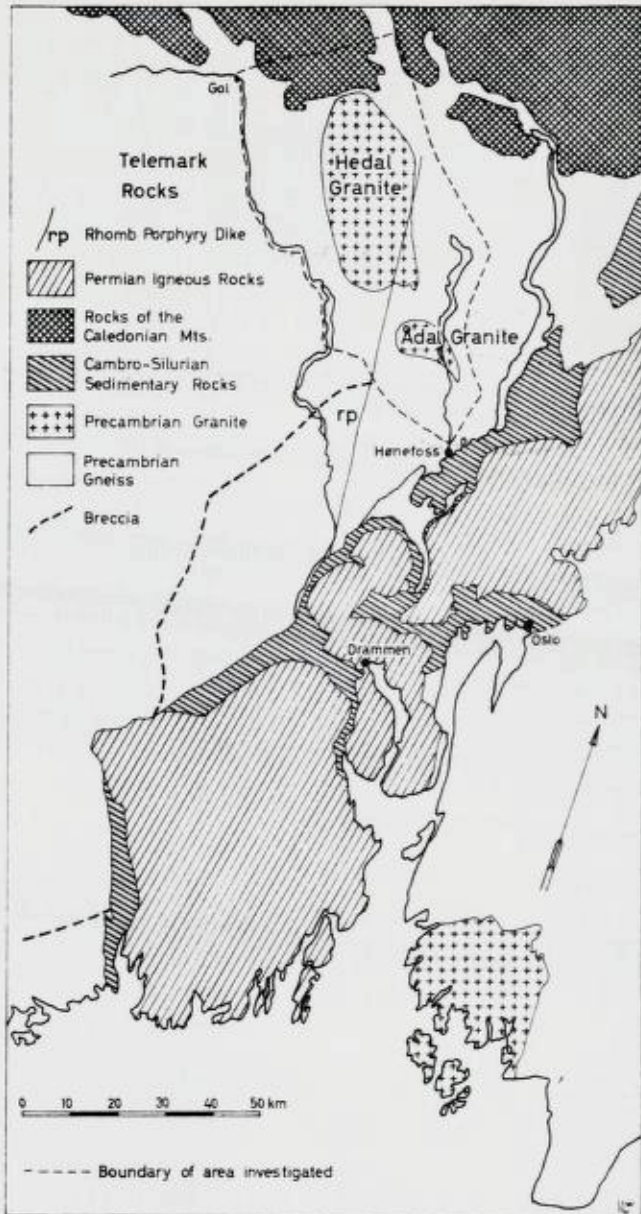 Gol
Telemark
Rocks
Hedal
Granite
rp Rhomb Porphyry Dike
Permian Igneous Rocks
Rocks of the
Caledonian Mts.
Cambro-Silurian
Sedimentary Rocks
Precambrian Granite
Precambrian
Gneiss
Breccia
Ådal Granite
rp
Hønefoss
Oslo
Drammen
N
0 10 20 30 40 50 km
Boundary of area investigated